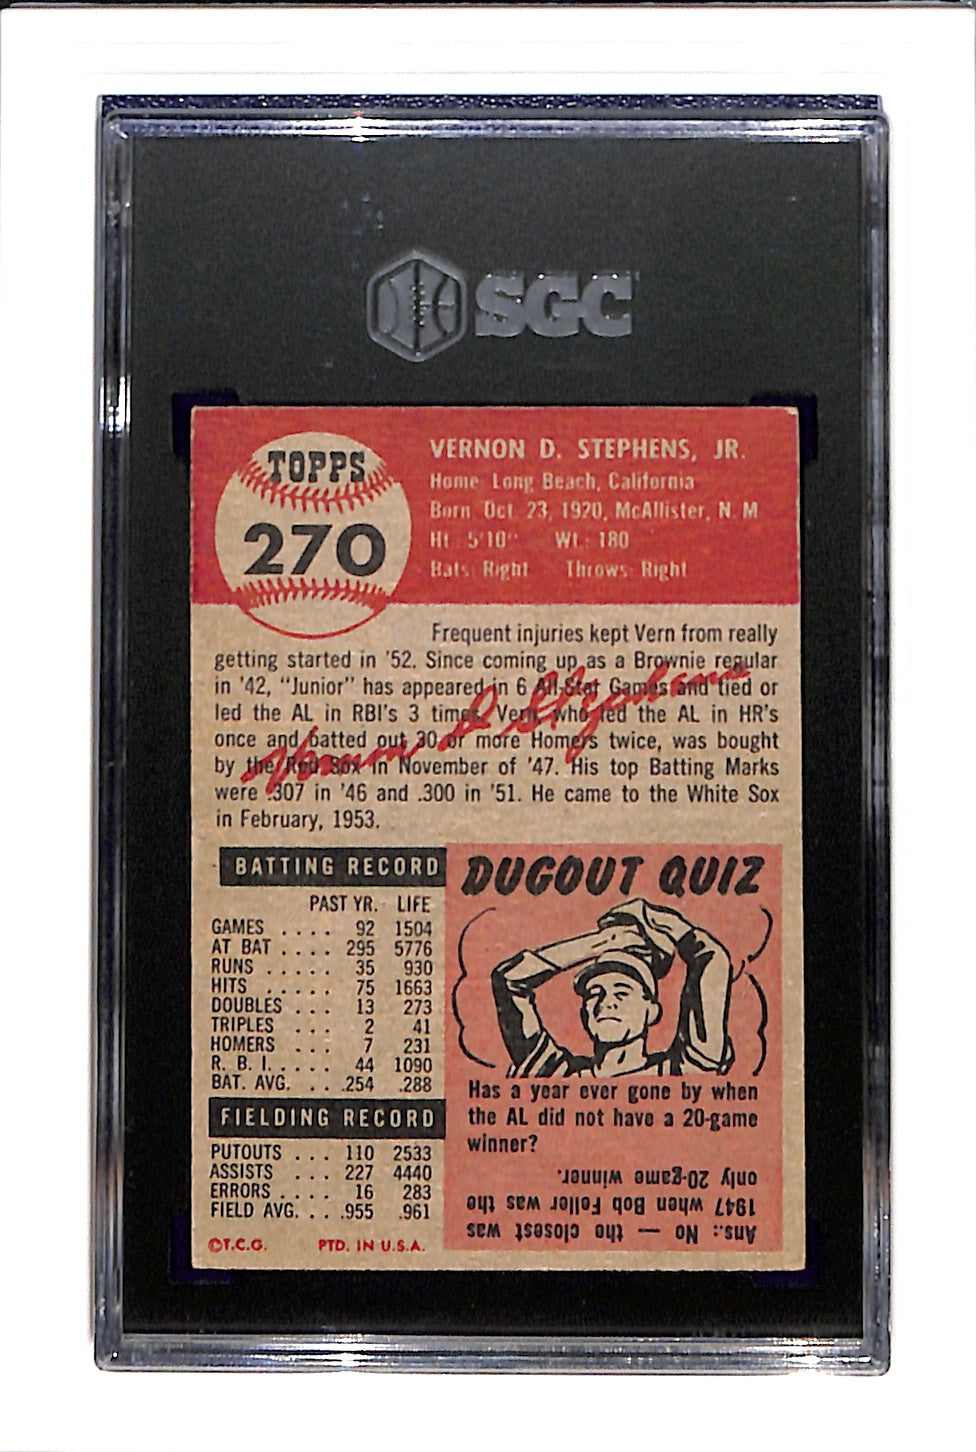 SGC
TOPPS
270
VERNON D. STEPHENS, JR.
Home: Long Beach, California
Born: Oct. 23, 1920, McAllister, N. M.
Ht.: 5'10" Wt.: 180
Bats: Right Throws: Right
Frequent injuries kept Vern from really
getting started in '52. Since coming up as a Brownie regular
in '42, "Junior" has appeared in 6 All-Star Games and tied or
led the AL in RBI's 3 times. Vern, who led the AL in HR's
once and batted out 30 or more Homers twice, was bought
by the Red Sox in November of '47. His top Batting Marks
were .307 in '46 and .300 in '51. He came to the White Sox
in February, 1953.
Vernon D Stephens
BATTING RECORD
PAST YR. LIFE
GAMES .... 92 1504
AT BAT .... 295 5776
RUNS ..... 35 930
HITS ..... 75 1663
DOUBLES ... 13 273
TRIPLES ... 2 41
HOMERS ... 7 231
R. B. I. .... 44 1090
BAT. AVG. .. .254 .288
FIELDING RECORD
PUTOUTS ... 110 2533
ASSISTS ... 227 4440
ERRORS .... 16 283
FIELD AVG. .. .955 .961
©T.C.G. PTD. IN U.S.A.
DUGOUT QUIZ
Has a year ever gone by when
the AL did not have a 20-game
winner?
Ans.: No — the closest was
1947 when Bob Feller was the
only 20-game winner.